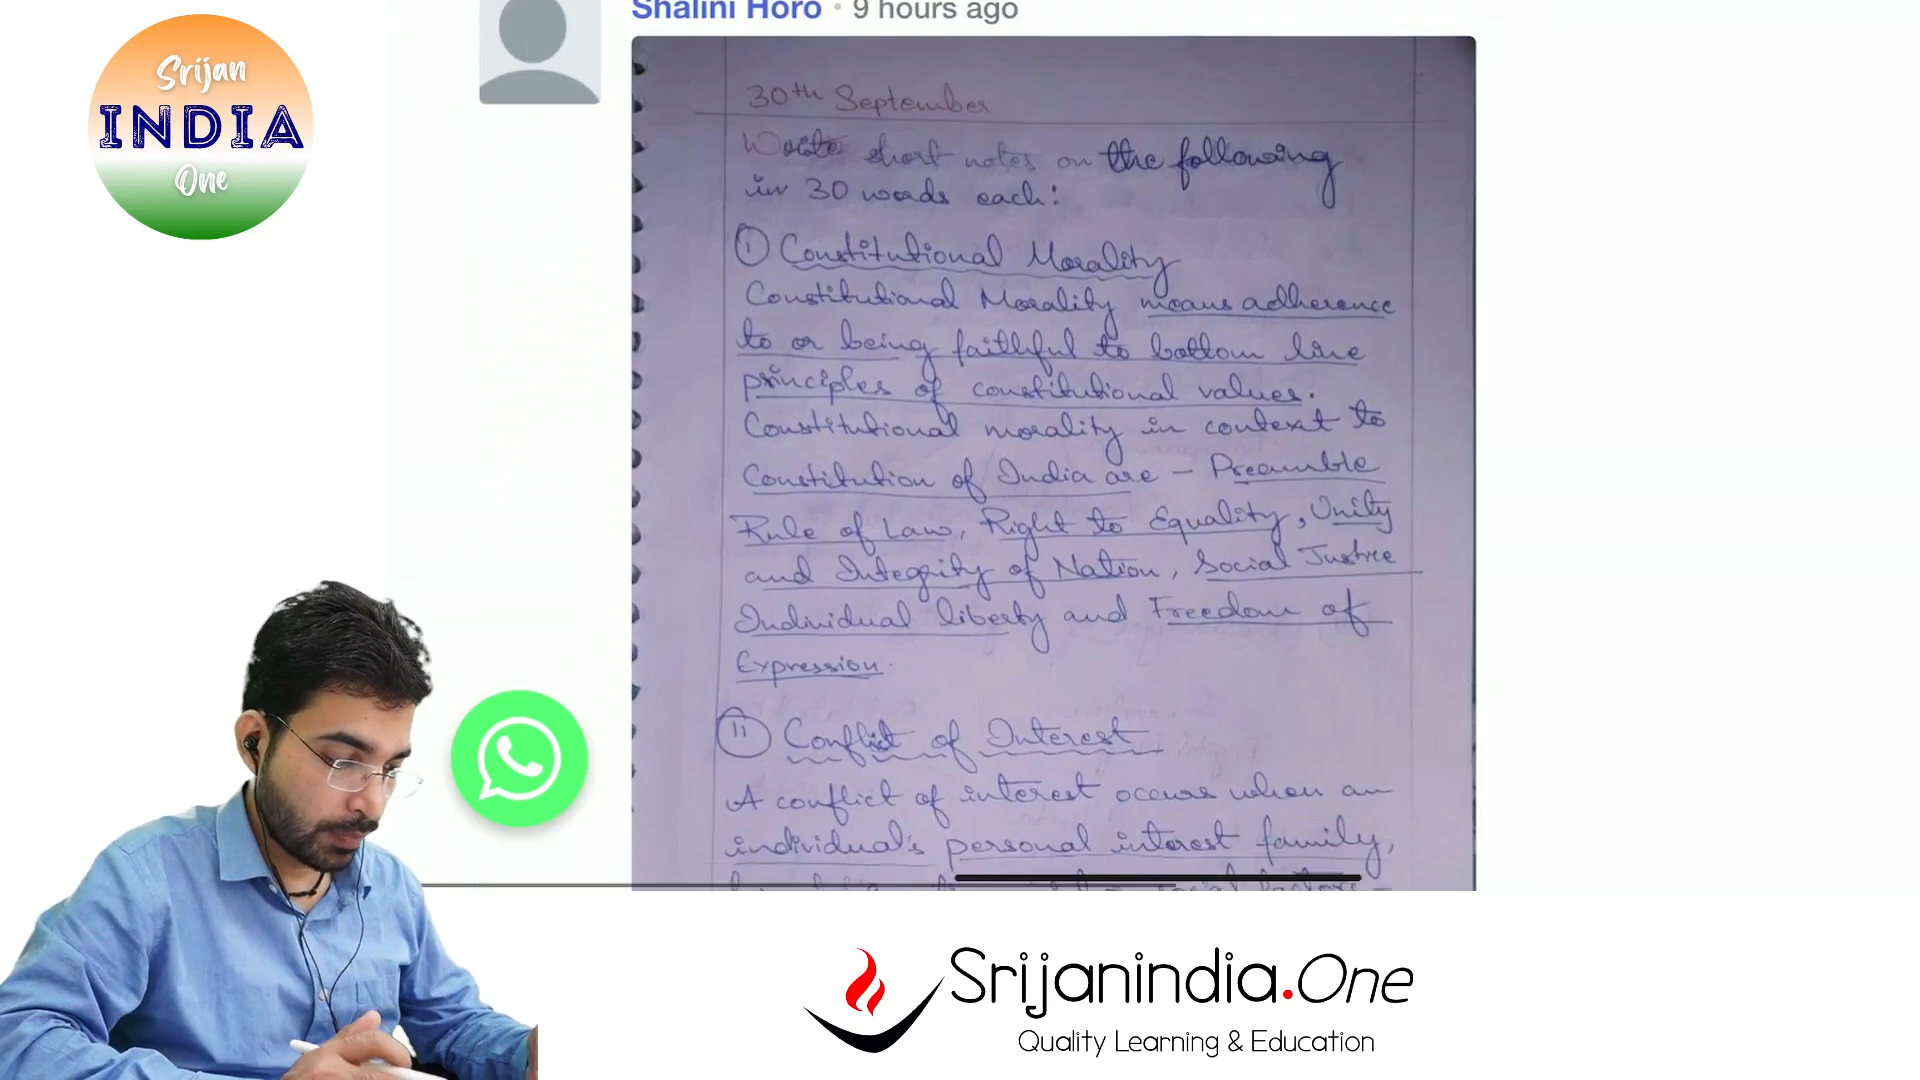 Srijan
INDIA
One
Shalini Horo • 9 hours ago
30th September
Write short notes on the following
in 30 words each:
i Constitutional Morality
Constitutional Morality means adherence
to or being faithful to bottom line
principles of constitutional values.
Constitutional morality in context to
Constitution of India are - Preamble
Rule of Law, Right to Equality, Unity
and Integrity of Nation, Social Justice
Individual liberty and Freedom of
Expression.
ii Conflict of Interest
A conflict of interest occurs when an
individual's personal interest family,
social factors
Srijanindia.One
Quality Learning & Education